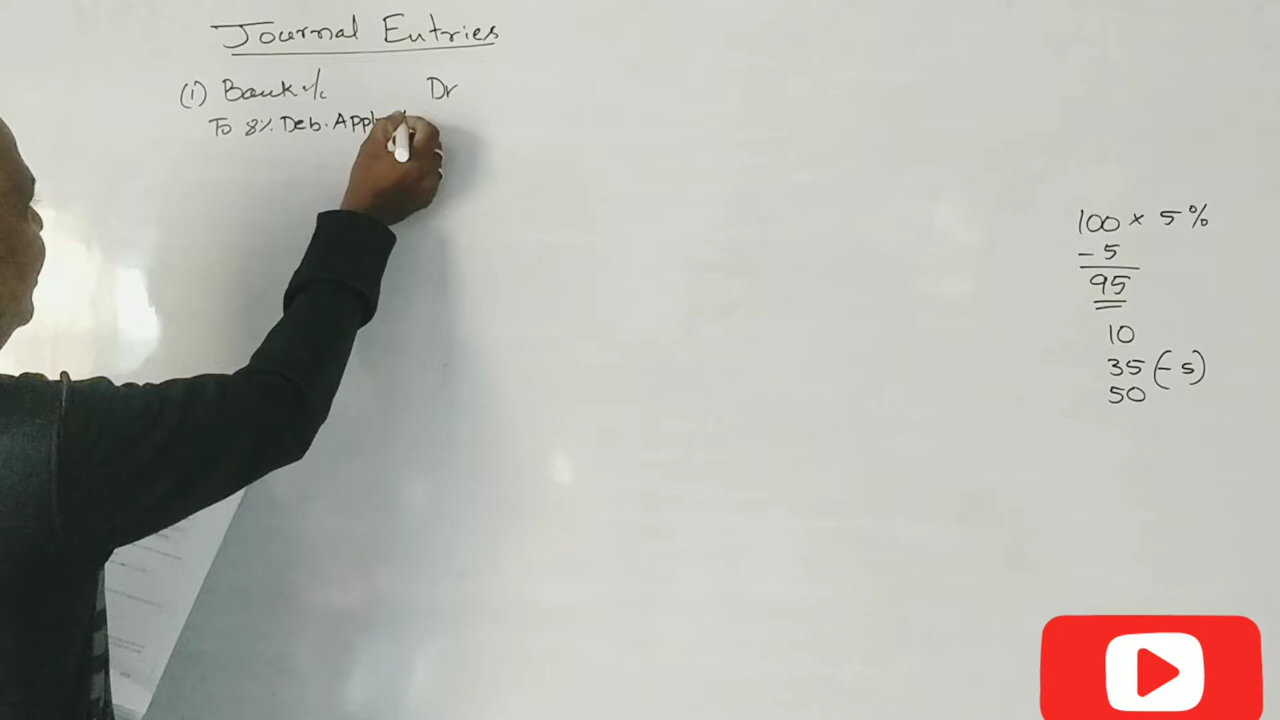 Journal Entries
(1) Bank a/c Dr
To 8% Deb. Appl
100 × 5%
- 5
95
10
35 (- 5)
50